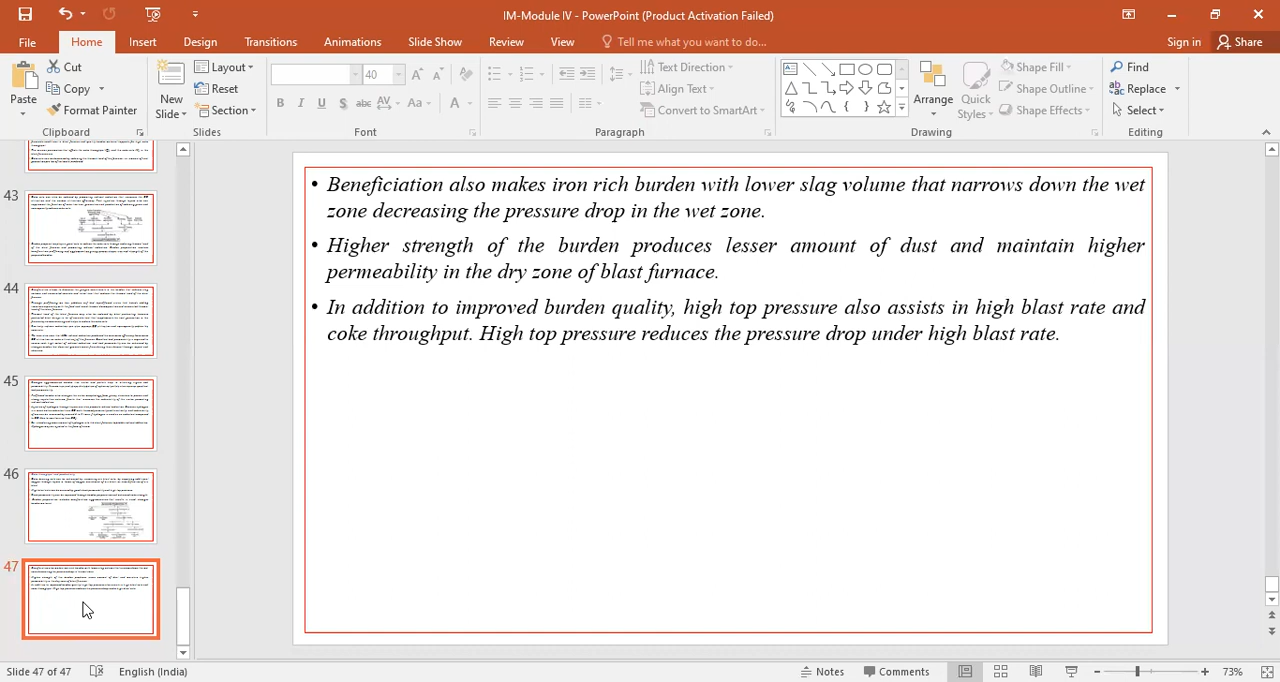 IM-Module IV - PowerPoint (Product Activation Failed)
File Home Insert Design Transitions Animations Slide Show Review View Tell me what you want to do... Sign in Share
Paste
Cut
Copy
Format Painter
Clipboard
New Slide
Layout
Reset
Section
Slides
40
B I U S abc AV Aa A
Font
Text Direction
Align Text
Convert to SmartArt
Paragraph
Arrange
Quick Styles
Shape Fill
Shape Outline
Shape Effects
Drawing
Find
Replace
Select
Editing
43
44
45
46
47
• Beneficiation also makes iron rich burden with lower slag volume that narrows down the wet
zone decreasing the pressure drop in the wet zone.
• Higher strength of the burden produces lesser amount of dust and maintain higher
permeability in the dry zone of blast furnace.
• In addition to improved burden quality, high top pressure also assists in high blast rate and
coke throughput. High top pressure reduces the pressure drop under high blast rate.
Slide 47 of 47 English (India) Notes Comments 73%